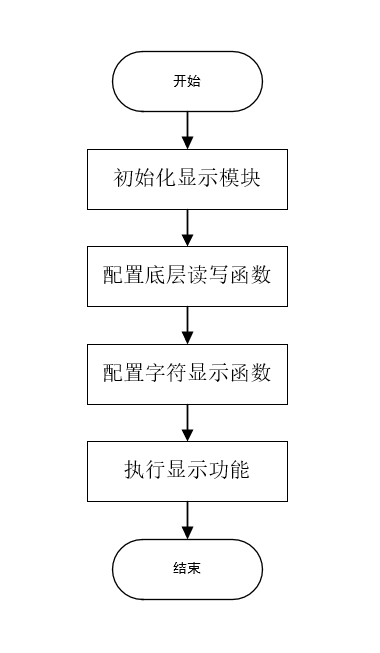 开始
初始化显示模块
配置底层读写函数
配置字符显示函数
执行显示功能
结束